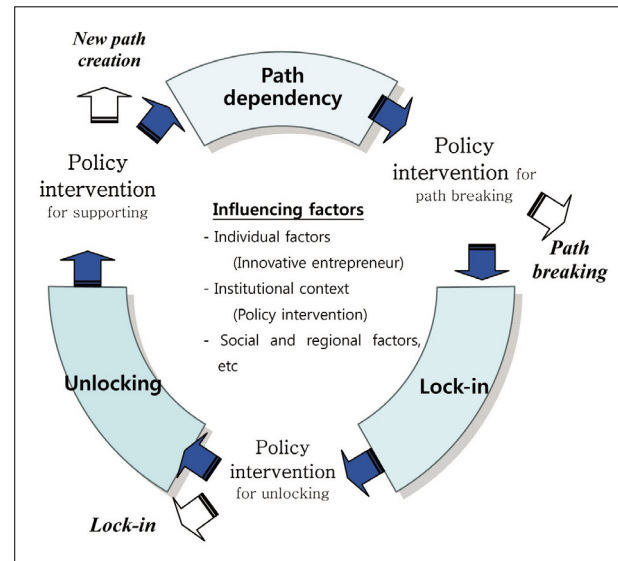 New path
creation
Path
dependency
Policy
intervention for
path breaking
Path
breaking
Policy
intervention
for supporting
Influencing factors
- Individual factors
(Innovative entrepreneur)
- Institutional context
(Policy intervention)
- Social and regional factors,
etc
Unlocking
Lock-in
Policy
intervention
for unlocking
Lock-in